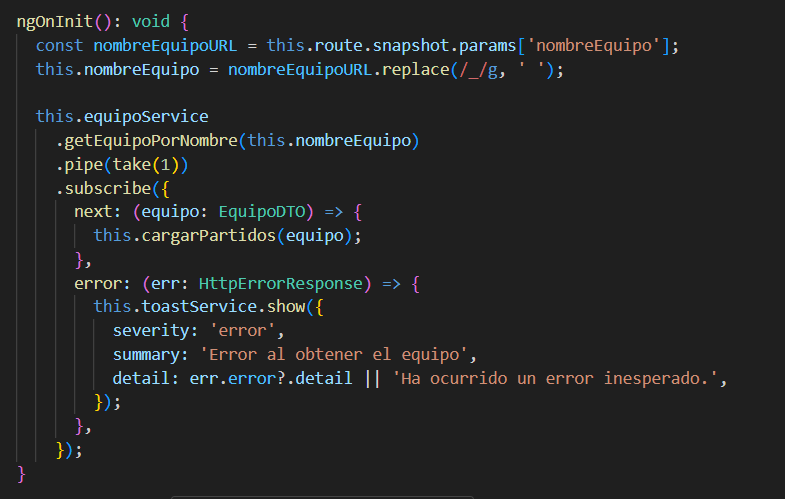 ngOnInit(): void {
const nombreEquipoURL = this.route.snapshot.params['nombreEquipo'];
this.nombreEquipo = nombreEquipoURL.replace(/_/g, ' ');
this.equipoService
.getEquipoPorNombre(this.nombreEquipo)
.pipe(take(1))
.subscribe({
next: (equipo: EquipoDTO) => {
this.cargarPartidos(equipo);
},
error: (err: HttpErrorResponse) => {
this.toastService.show({
severity: 'error',
summary: 'Error al obtener el equipo',
detail: err.error?.detail || 'Ha ocurrido un error inesperado.',
});
},
});
}